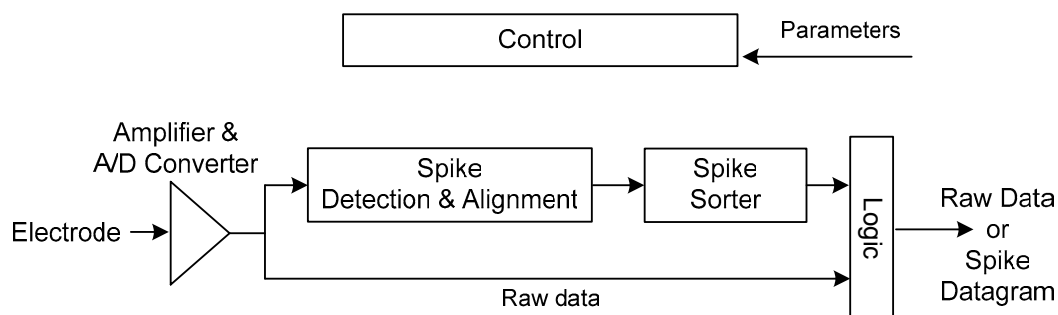 Control
Parameters
Amplifier &
A/D Converter
Spike
Detection & Alignment
Spike
Sorter
Logic
Electrode
Raw data
Raw Data
or
Spike
Datagram